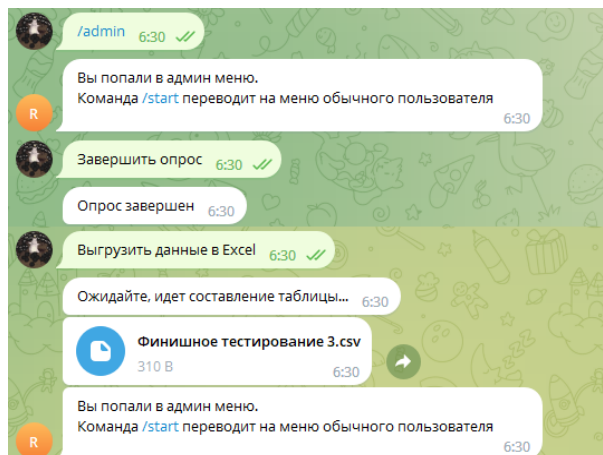 /admin 6:30
Вы попали в админ меню.
Команда /start переводит на меню обычного пользователя
6:30
R
Завершить опрос 6:30
Опрос завершен 6:30
Выгрузить данные в Excel 6:30
Ожидайте, идет составление таблицы... 6:30
Финишное тестирование 3.csv
310 B 6:30
Вы попали в админ меню.
Команда /start переводит на меню обычного пользователя
R
6:30